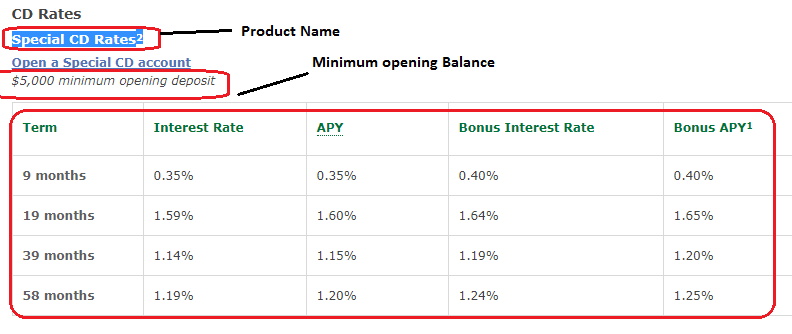 CD Rates
Special CD Rates2 Product Name
Open a Special CD account Minimum opening Balance
$5,000 minimum opening deposit
Term Interest Rate APY Bonus Interest Rate Bonus APY1
9 months 0.35% 0.35% 0.40% 0.40%
19 months 1.59% 1.60% 1.64% 1.65%
39 months 1.14% 1.15% 1.19% 1.20%
58 months 1.19% 1.20% 1.24% 1.25%